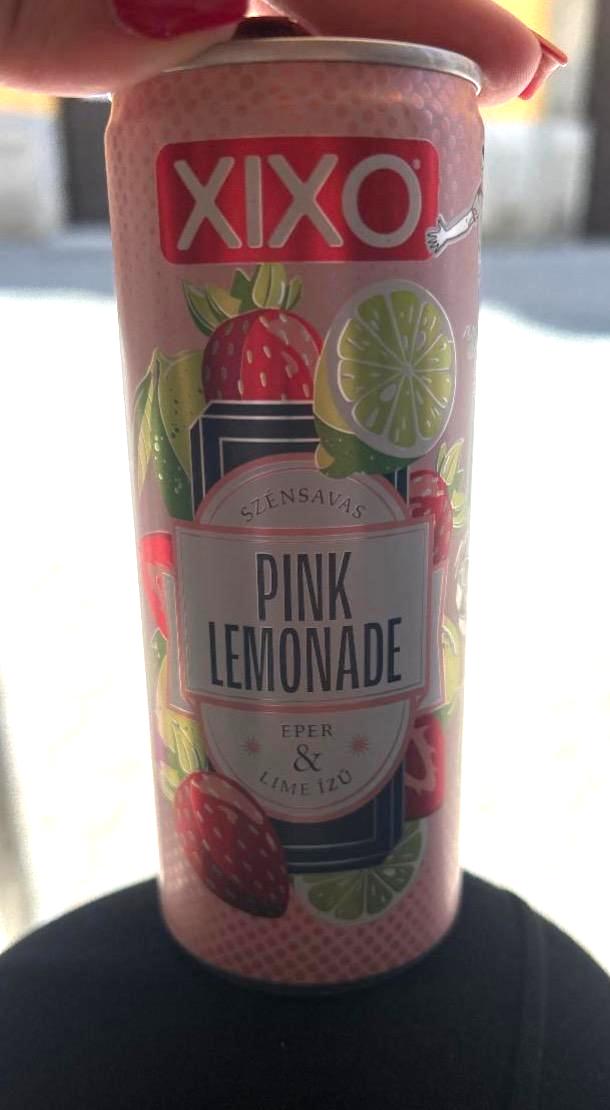 XIXO
SZÉNSAVAS
PINK
LEMONADE
EPER
&
LIME ÍZŰ